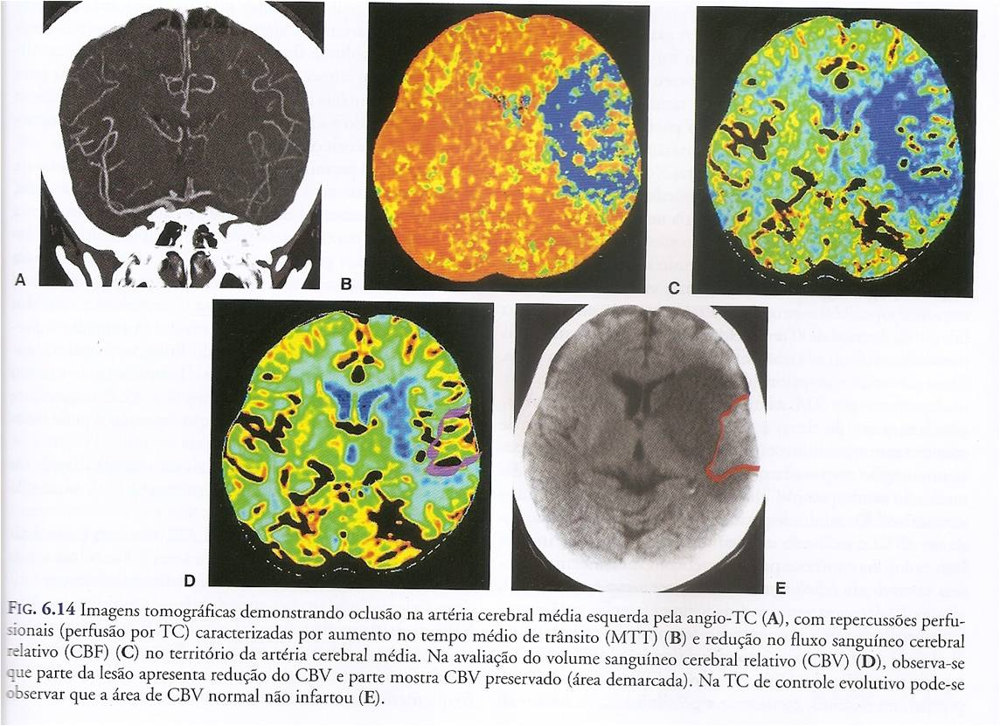 A
B
C
D
E
FIG. 6.14 Imagens tomográficas demonstrando oclusão na artéria cerebral média esquerda pela angio-TC (A), com repercussões perfu-
sionais (perfusão por TC) caracterizadas por aumento no tempo médio de trânsito (MTT) (B) e redução no fluxo sanguíneo cerebral
relativo (CBF) (C) no território da artéria cerebral média. Na avaliação do volume sanguíneo cerebral relativo (CBV) (D), observa-se
que parte da lesão apresenta redução do CBV e parte mostra CBV preservado (área demarcada). Na TC de controle evolutivo pode-se
observar que a área de CBV normal não infartou (E).